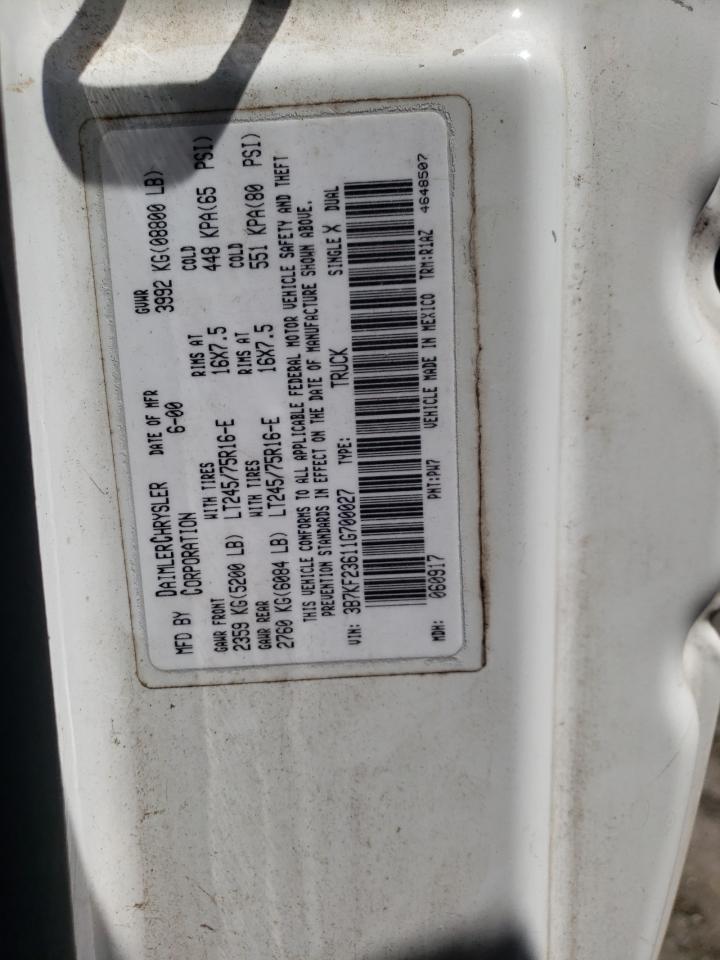 MFD BY DAIMLERCHRYSLER CORPORATION DATE OF MFR 6-00 GVWR 3992 KG(08800 LB)
GAWR FRONT WITH TIRES RIMS AT COLD
2359 KG(5200 LB) LT245/75R16-E 16X7.5 448 KPA(65 PSI)
GAWR REAR WITH TIRES RIMS AT COLD
2760 KG(6084 LB) LT245/75R16-E 16X7.5 551 KPA(80 PSI)
THIS VEHICLE CONFORMS TO ALL APPLICABLE FEDERAL MOTOR VEHICLE SAFETY AND THEFT
PREVENTION STANDARDS IN EFFECT ON THE DATE OF MANUFACTURE SHOWN ABOVE.
VIN: 3B7KF23611G700027 TYPE: TRUCK SINGLE X DUAL
MDH: 060917 PNT:PW7 VEHICLE MADE IN MEXICO TRM:R1AZ 4648507